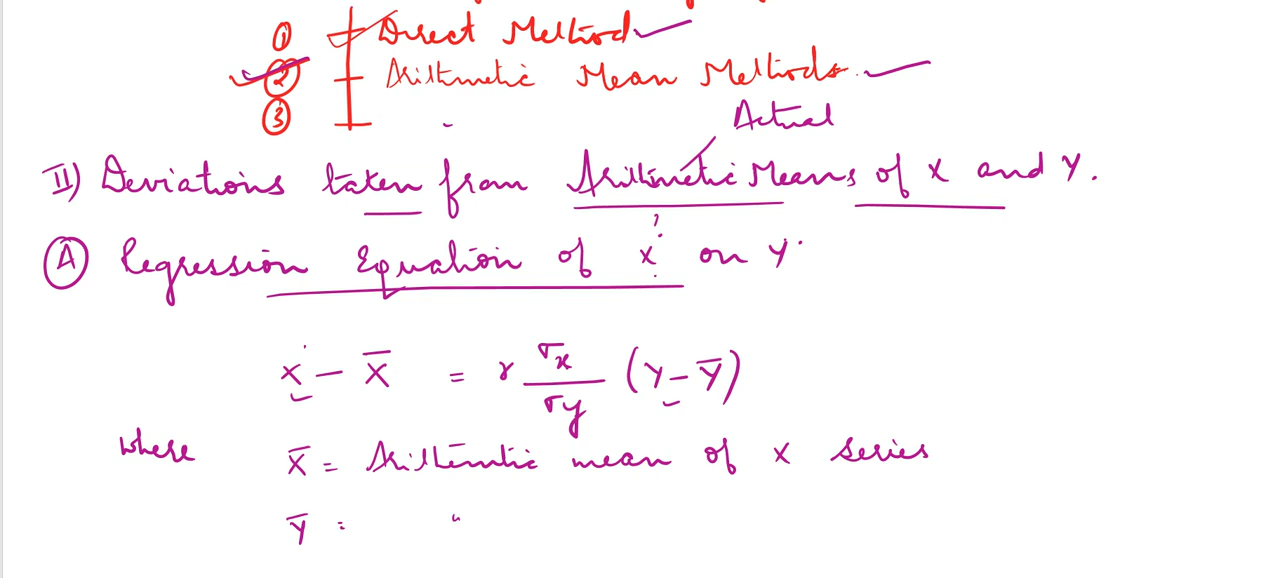 ① Direct Method ✓
② Arithmetic Mean Methods. ✓
③
Actual
II) Deviations taken from Arithmetic Means of X and Y.
Ⓐ Regression Equation of X on Y.
X - X̅ = r σx/σy (Y - Y̅)
where X̅ = Arithmetic mean of X series
Y̅ = "